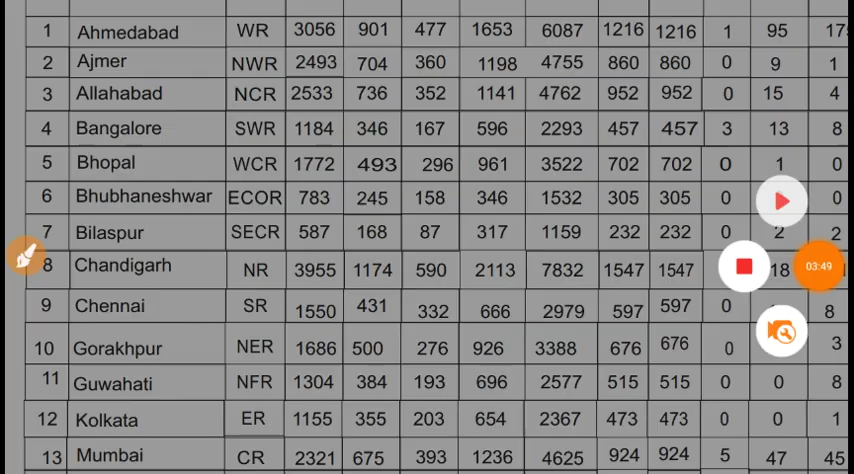 1 Ahmedabad WR 3056 901 477 1653 6087 1216 1216 1 95
2 Ajmer NWR 2493 704 360 1198 4755 860 860 0 9 1
3 Allahabad NCR 2533 736 352 1141 4762 952 952 0 15 4
4 Bangalore SWR 1184 346 167 596 2293 457 457 3 13 8
5 Bhopal WCR 1772 493 296 961 3522 702 702 0 1 0
6 Bhubhaneshwar ECOR 783 245 158 346 1532 305 305 0 0
7 Bilaspur SECR 587 168 87 317 1159 232 232 0 2 2
8 Chandigarh NR 3955 1174 590 2113 7832 1547 1547 18 03:49
9 Chennai SR 1550 431 332 666 2979 597 597 0 8
10 Gorakhpur NER 1686 500 276 926 3388 676 676 0 3
11 Guwahati NFR 1304 384 193 696 2577 515 515 0 0 8
12 Kolkata ER 1155 355 203 654 2367 473 473 0 0 1
13 Mumbai CR 2321 675 393 1236 4625 924 924 5 47 45